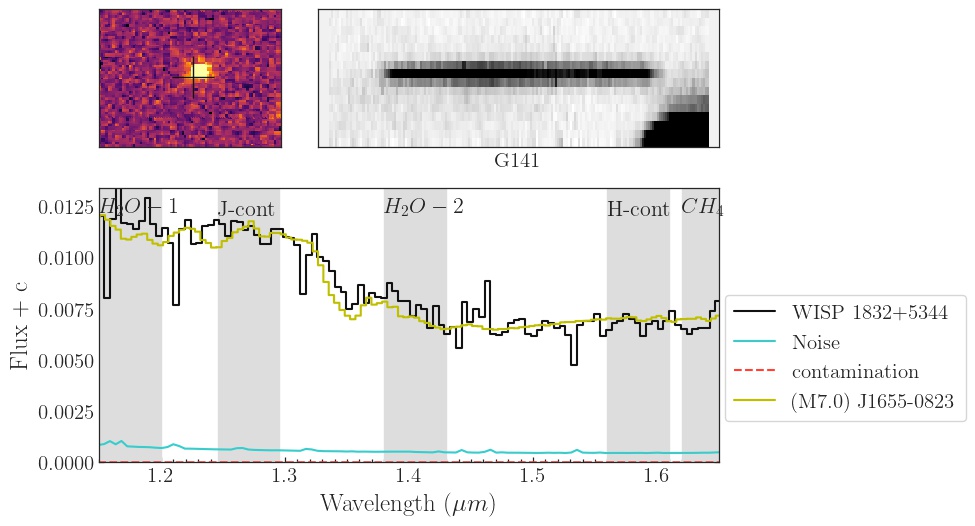 G141
H₂O − 1
J-cont
H₂O − 2
H-cont
CH₄
0.0125
0.0100
0.0075
0.0050
0.0025
0.0000
Flux + c
1.2
1.3
1.4
1.5
1.6
Wavelength (μm)
WISP 1832+5344
Noise
contamination
(M7.0) J1655-0823